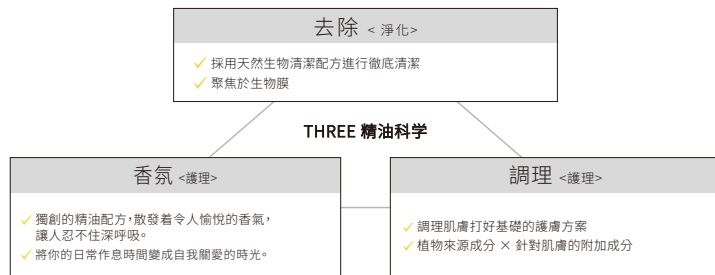 去除 < 淨化>
採用天然生物清潔配方進行徹底清潔
聚焦於生物膜
THREE 精油科学
香氛 <護理>
獨創的精油配方,散發着令人愉悅的香氣,
讓人忍不住深呼吸。
將你的日常作息時間變成自我關愛的時光。
調理 <護理>
調理肌膚打好基礎的護膚方案
植物來源成分 × 針對肌膚的附加成分